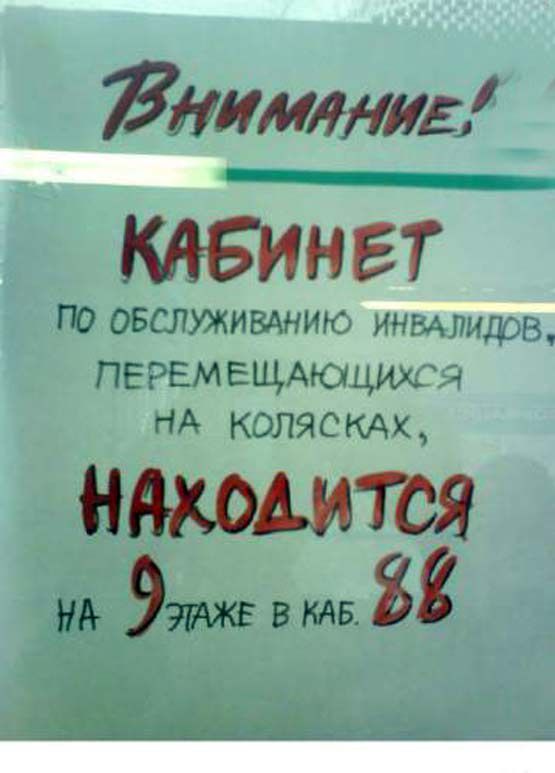 Внимание!
КАБИНЕТ
ПО ОБСЛУЖИВАНИЮ ИНВАЛИДОВ,
ПЕРЕМЕЩАЮЩИХСЯ
НА КОЛЯСКАХ,
НАХОДИТСЯ
НА 9 ЭТАЖЕ В КАБ. 88